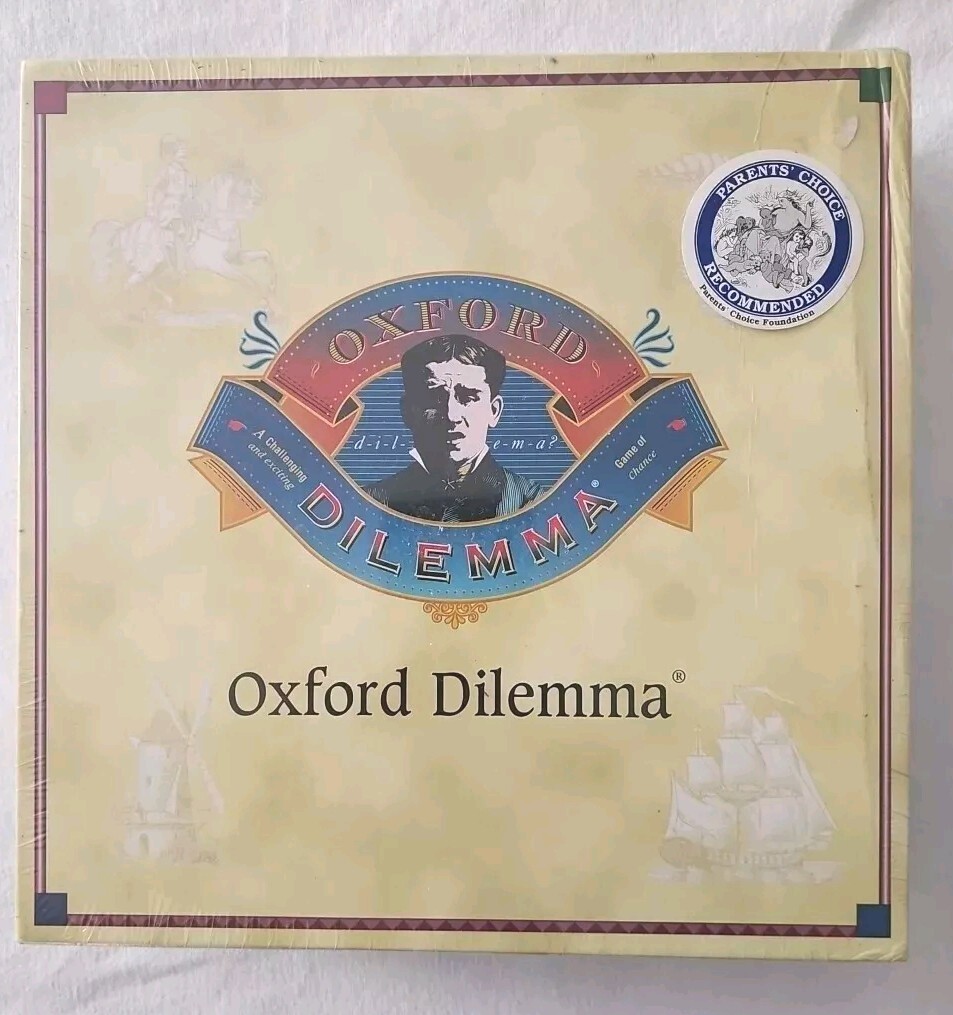 PARENTS' CHOICE
RECOMMENDED
Parents' Choice Foundation
OXFORD
d-i-l- e-m-a?
A Challenging
and exciting
Game of
Chance
DILEMMA®
Oxford Dilemma®